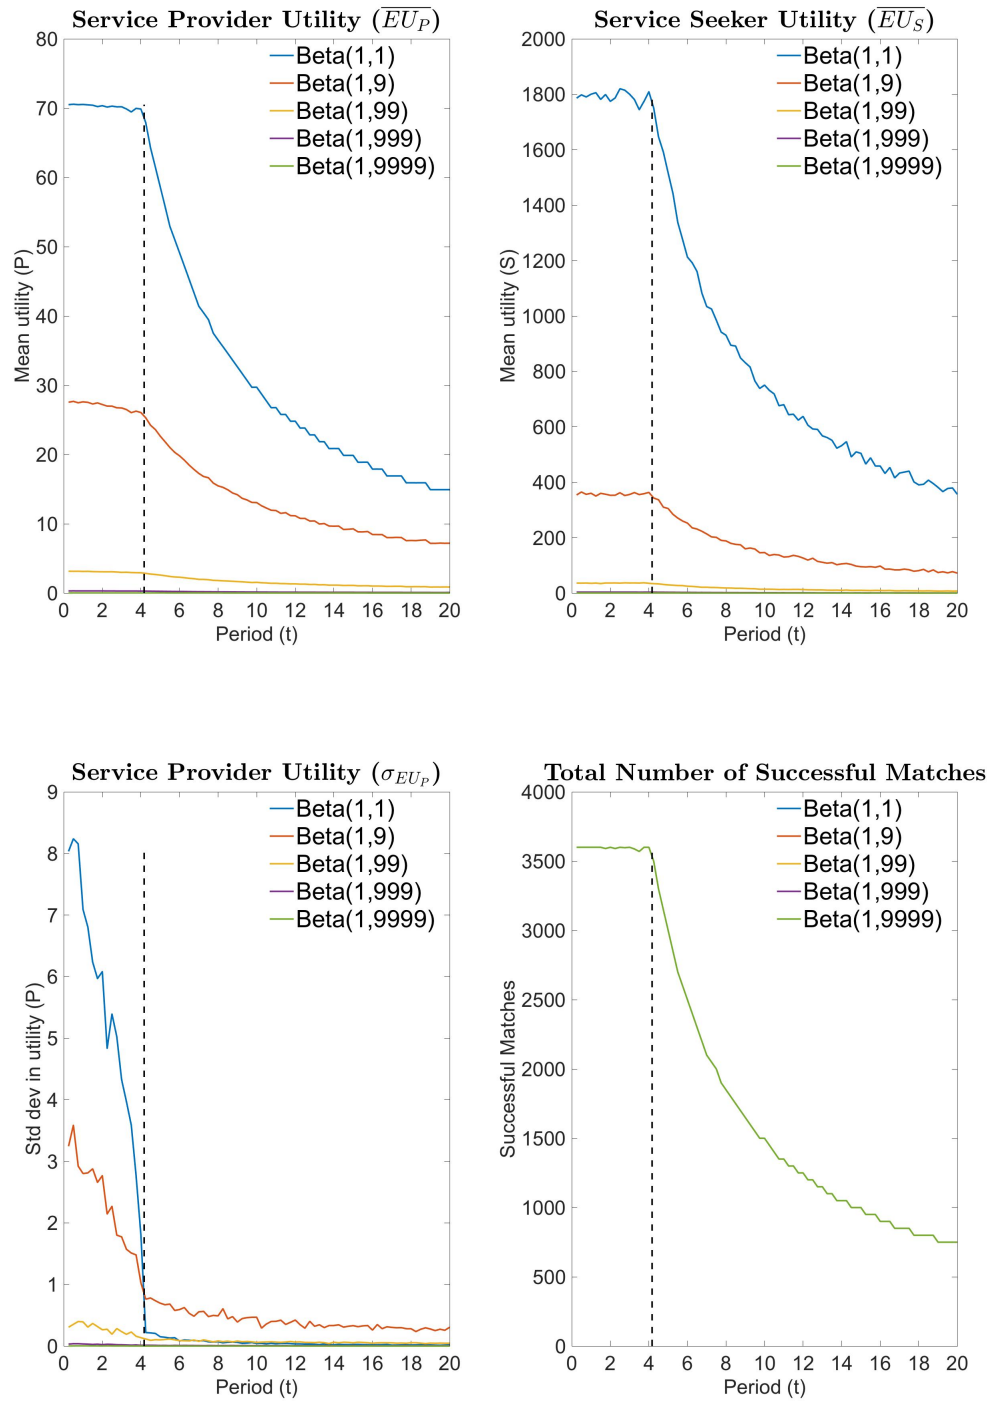 Service Provider Utility (EU_P)
80
70
60
50
40
30
20
10
0
Mean utility (P)
Beta(1,1)
Beta(1,9)
Beta(1,99)
Beta(1,999)
Beta(1,9999)
0 2 4 6 8 10 12 14 16 18 20
Period (t)
Service Seeker Utility (EU_S)
2000
1800
1600
1400
1200
1000
800
600
400
200
0
Mean utility (S)
Beta(1,1)
Beta(1,9)
Beta(1,99)
Beta(1,999)
Beta(1,9999)
0 2 4 6 8 10 12 14 16 18 20
Period (t)
Service Provider Utility (σ_EU_P)
9
8
7
6
5
4
3
2
1
0
Std dev in utility (P)
Beta(1,1)
Beta(1,9)
Beta(1,99)
Beta(1,999)
Beta(1,9999)
0 2 4 6 8 10 12 14 16 18 20
Period (t)
Total Number of Successful Matches
4000
3500
3000
2500
2000
1500
1000
500
0
Successful Matches
Beta(1,1)
Beta(1,9)
Beta(1,99)
Beta(1,999)
Beta(1,9999)
0 2 4 6 8 10 12 14 16 18 20
Period (t)